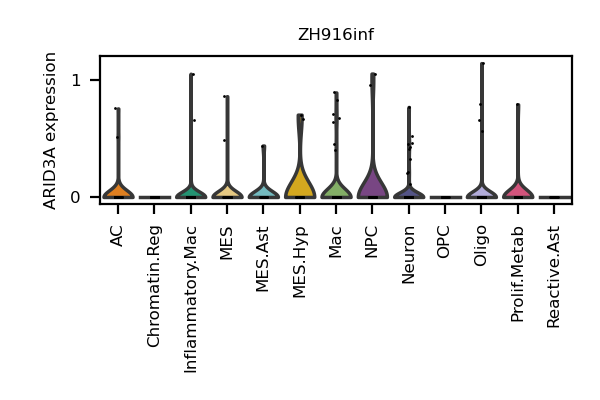 ZH916inf
ARID3A expression
1
0
AC
Chromatin.Reg
Inflammatory.Mac
MES
MES.Ast
MES.Hyp
Mac
NPC
Neuron
OPC
Oligo
Prolif.Metab
Reactive.Ast